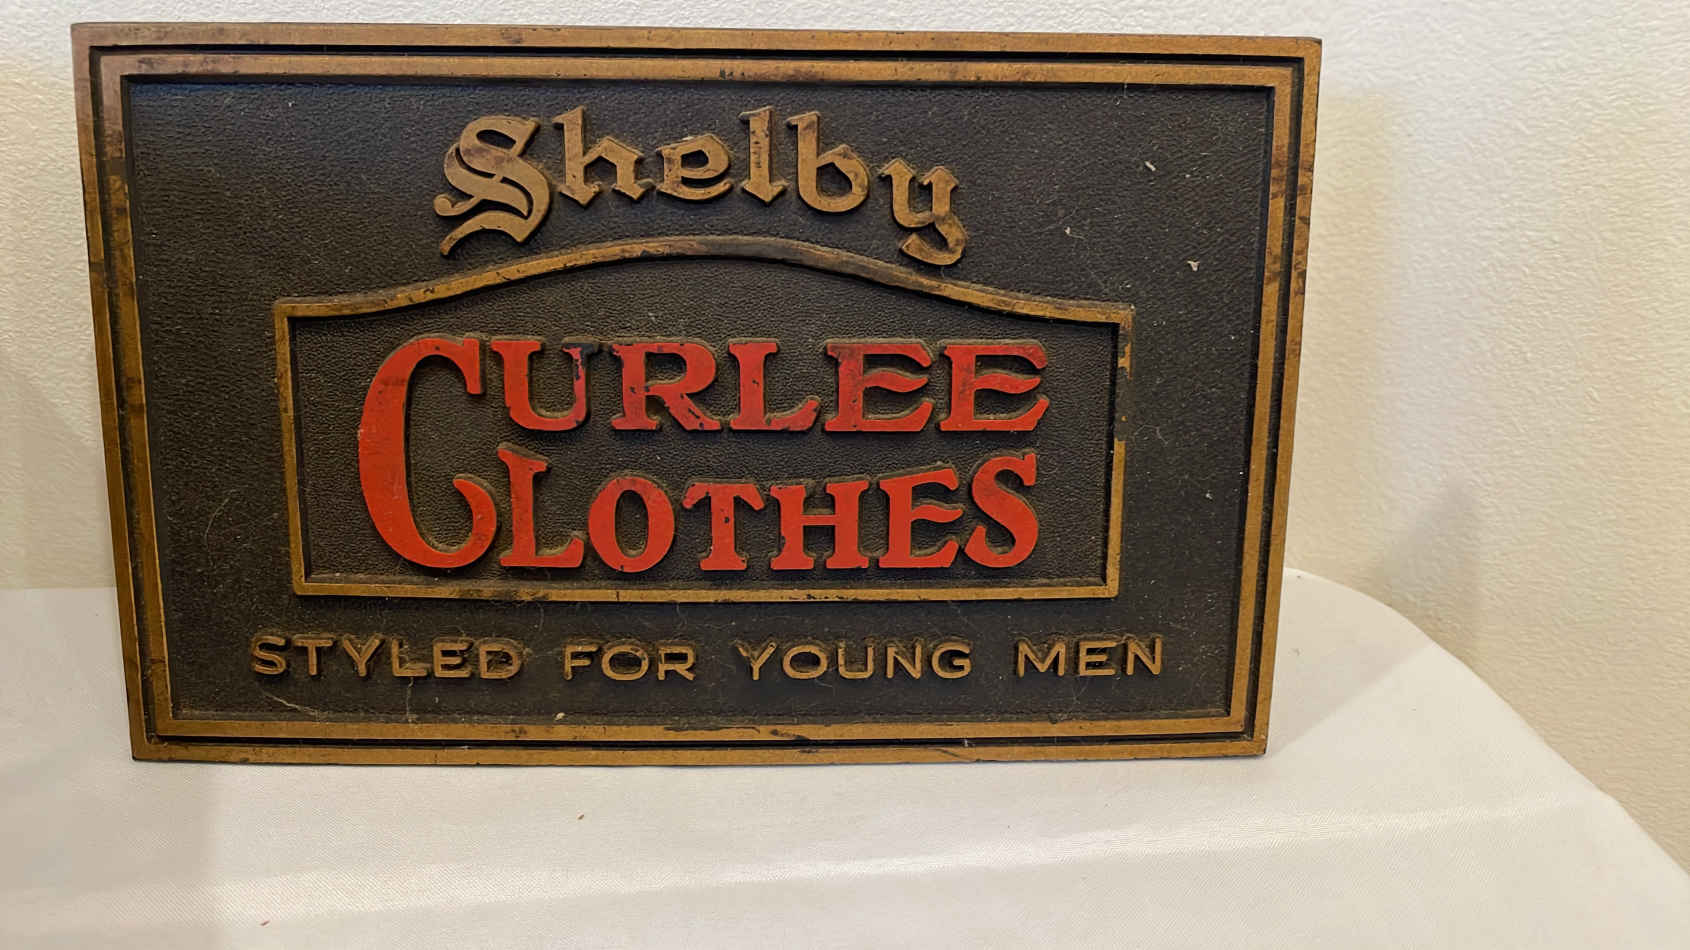 Shelby
CURLEE
CLOTHES
STYLED FOR YOUNG MEN